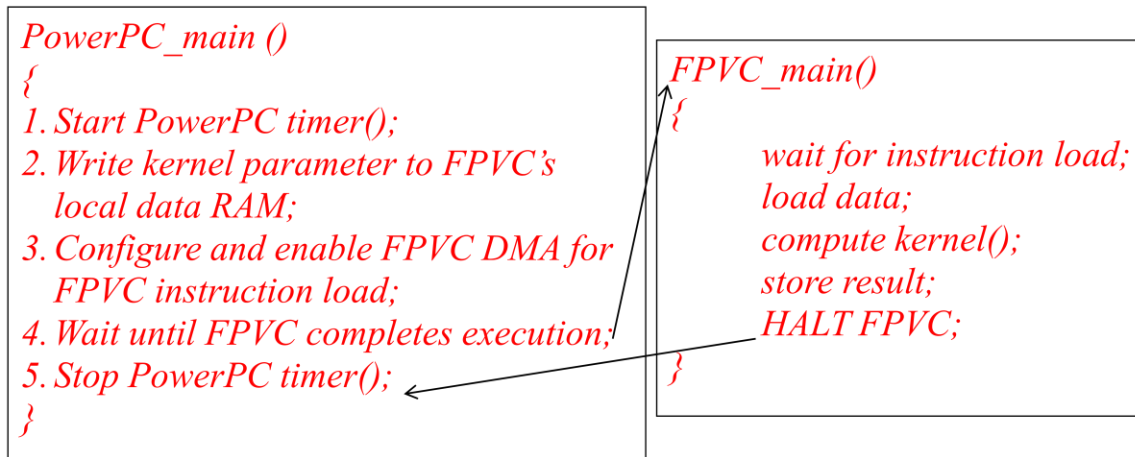 PowerPC_main ()
{
1. Start PowerPC timer();
2. Write kernel parameter to FPVC's
local data RAM;
3. Configure and enable FPVC DMA for
FPVC instruction load;
4. Wait until FPVC completes execution;
5. Stop PowerPC timer();
}
FPVC_main()
{
wait for instruction load;
load data;
compute kernel();
store result;
HALT FPVC;
}